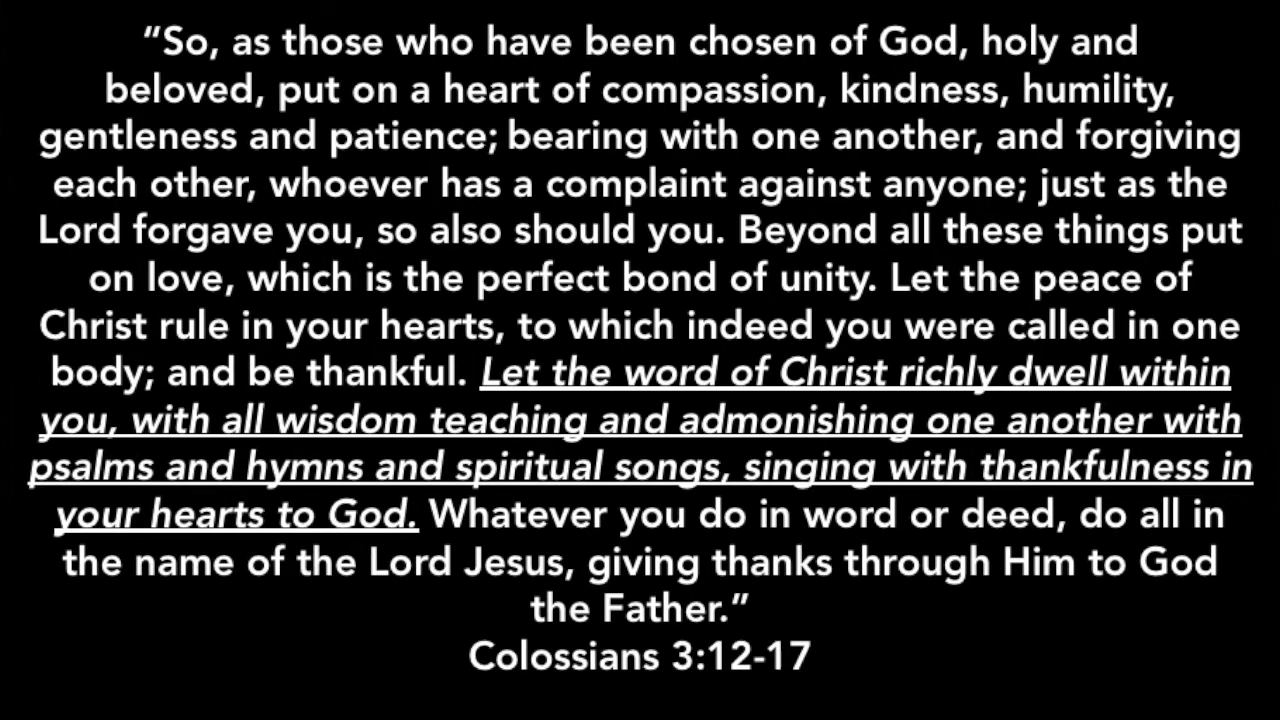 “So, as those who have been chosen of God, holy and
beloved, put on a heart of compassion, kindness, humility,
gentleness and patience; bearing with one another, and forgiving
each other, whoever has a complaint against anyone; just as the
Lord forgave you, so also should you. Beyond all these things put
on love, which is the perfect bond of unity. Let the peace of
Christ rule in your hearts, to which indeed you were called in one
body; and be thankful. Let the word of Christ richly dwell within
you, with all wisdom teaching and admonishing one another with
psalms and hymns and spiritual songs, singing with thankfulness in
your hearts to God. Whatever you do in word or deed, do all in
the name of the Lord Jesus, giving thanks through Him to God
the Father.”
Colossians 3:12-17